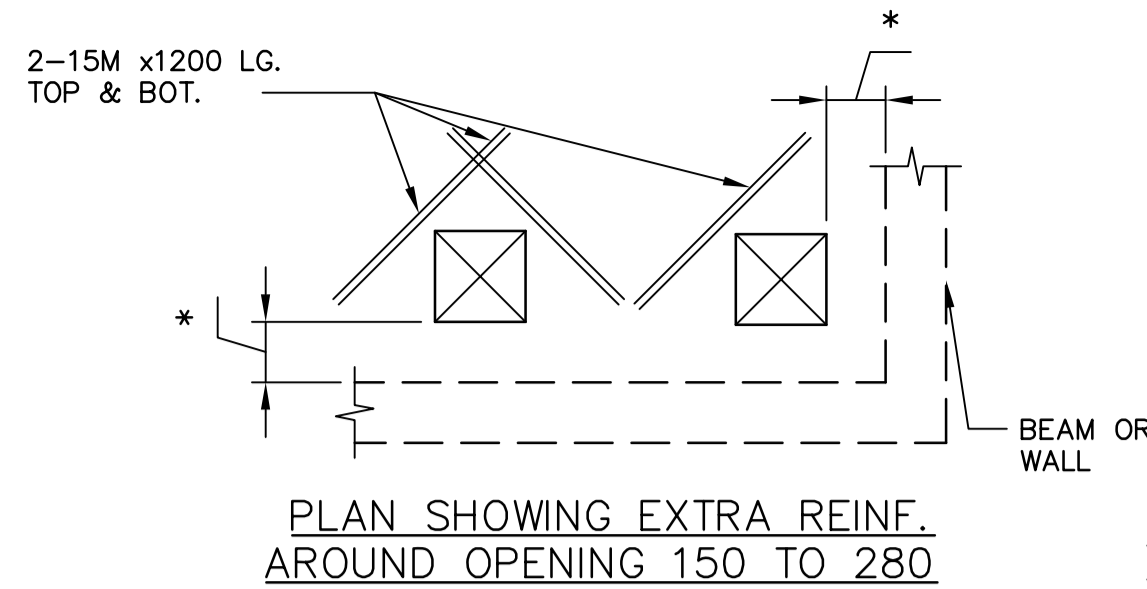 *
2-15M x1200 LG.
TOP & BOT.
*
BEAM OR
WALL
PLAN SHOWING EXTRA REINF.
AROUND OPENING 150 TO 280